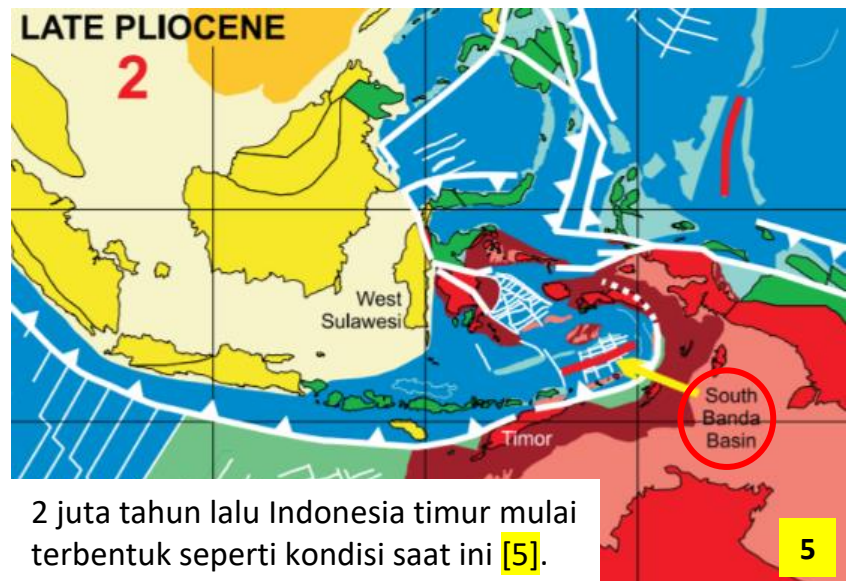 LATE PLIOCENE
2
West
Sulawesi
South
Banda
Basin
Timor
2 juta tahun lalu Indonesia timur mulai
terbentuk seperti kondisi saat ini [5].
5